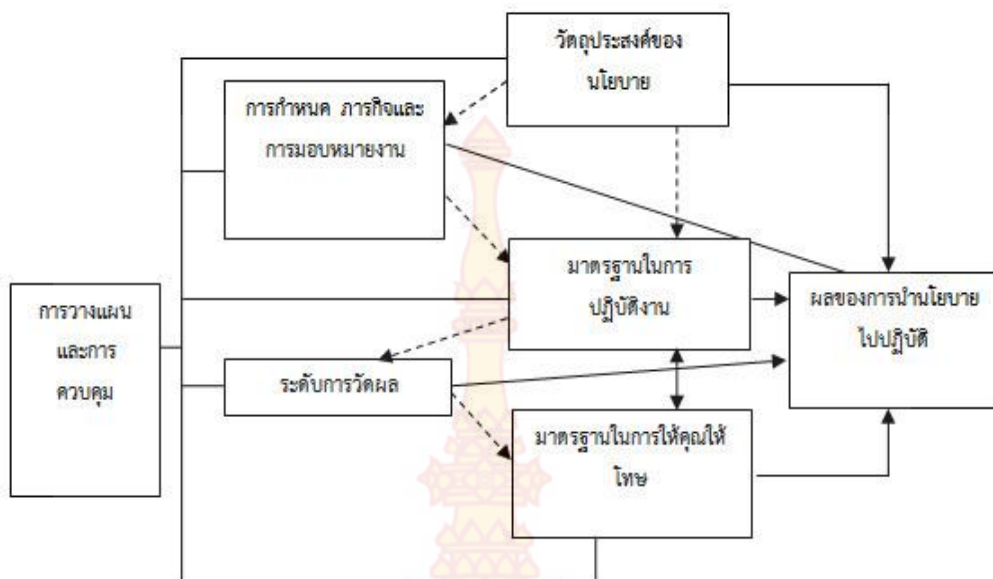 วัตถุประสงค์ของ
นโยบาย
การกำหนด ภารกิจและ
การมอบหมายงาน
มาตรฐานในการ
ปฏิบัติงาน
ผลของการนำนโยบาย
ไปปฏิบัติ
การวางแผน
และการ
ควบคุม
ระดับการวัดผล
มาตรฐานในการให้คุณให้
โทษ